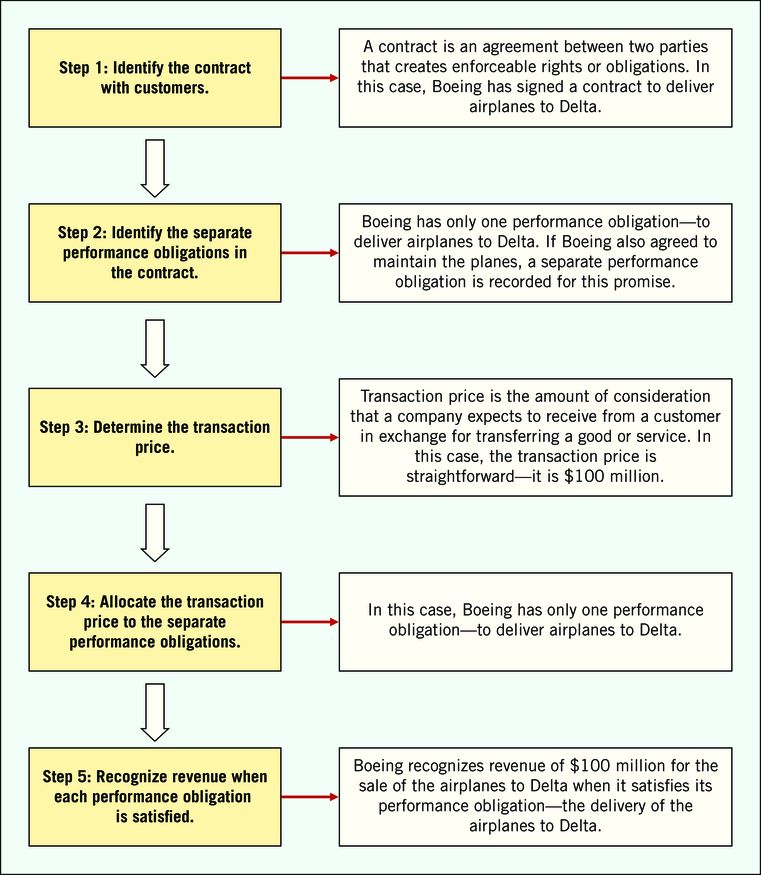 Step 1: Identify the contract
with customers.
A contract is an agreement between two parties
that creates enforceable rights or obligations. In
this case, Boeing has signed a contract to deliver
airplanes to Delta.
Step 2: Identify the separate
performance obligations in
the contract.
Boeing has only one performance obligation—to
deliver airplanes to Delta. If Boeing also agreed to
maintain the planes, a separate performance
obligation is recorded for this promise.
Step 3: Determine the transaction
price.
Transaction price is the amount of consideration
that a company expects to receive from a customer
in exchange for transferring a good or service. In
this case, the transaction price is
straightforward—it is $100 million.
Step 4: Allocate the transaction
price to the separate
performance obligations.
In this case, Boeing has only one performance
obligation—to deliver airplanes to Delta.
Step 5: Recognize revenue when
each performance obligation
is satisfied.
Boeing recognizes revenue of $100 million for the
sale of the airplanes to Delta when it satisfies its
performance obligation—the delivery of the
airplanes to Delta.